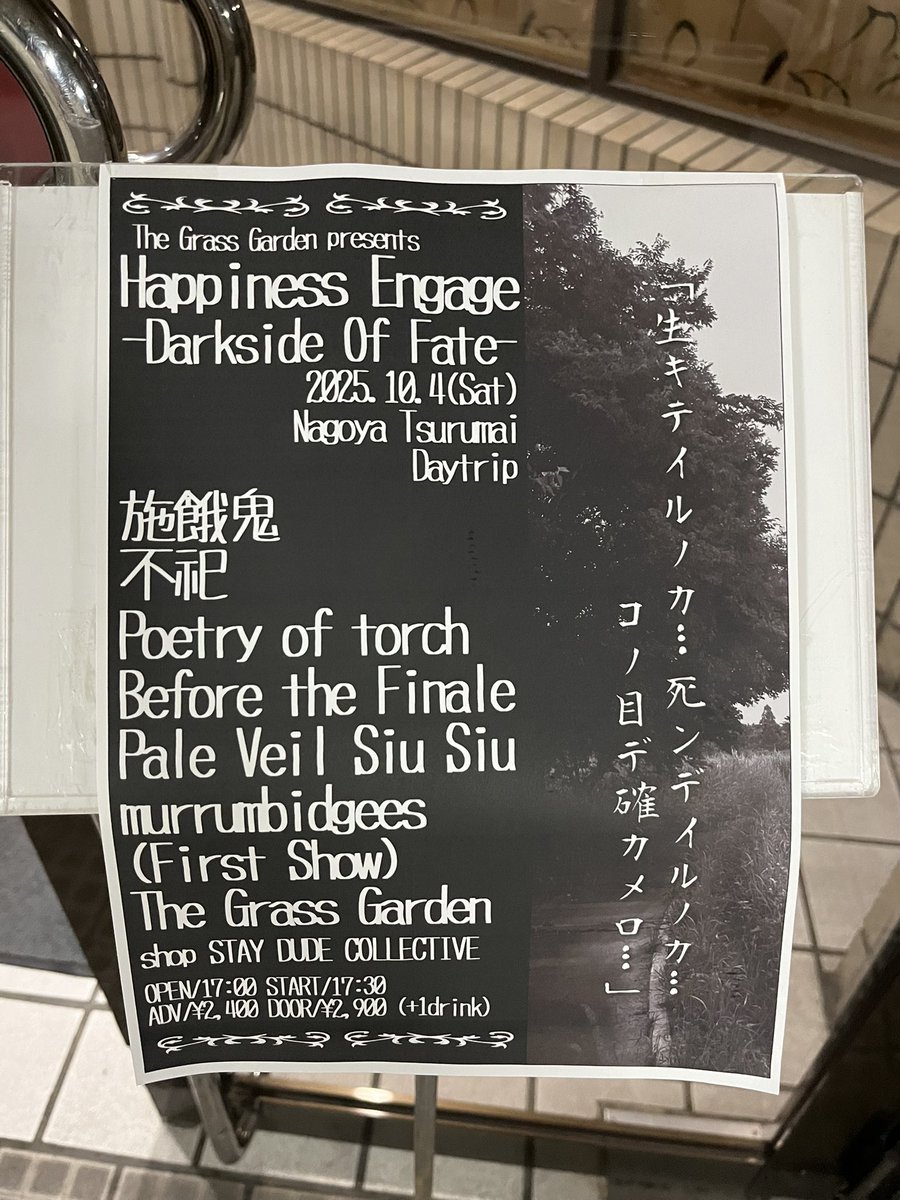 The Grass Garden presents
Happiness Engage
-Darkside Of Fate-
2025.10.4(Sat)
Nagoya Tsurumai
Daytrip
施餓鬼
不祀
Poetry of torch
Before the Finale
Pale Veil Siu Siu
murrumbidgees
(First Show)
The Grass Garden
shop STAY DUDE COLLECTIVE
OPEN/17:00 START/17:30
ADV/¥2,400 DOOR/¥2,900 (+1drink)
「生キテイルノカ…死ンデイルノカ…
コノ目デ確カメロ…」